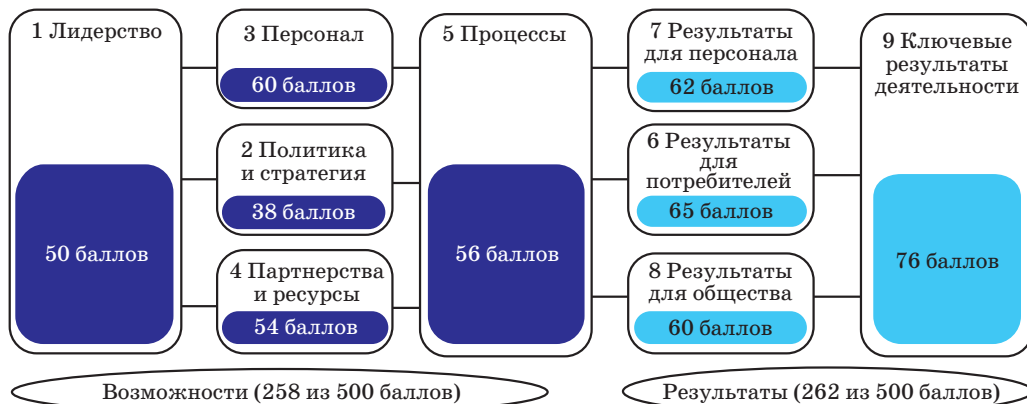 1 Лидерство
50 баллов
3 Персонал
60 баллов
2 Политика
и стратегия
38 баллов
4 Партнерства
и ресурсы
54 баллов
5 Процессы
56 баллов
7 Результаты
для персонала
62 баллов
6 Результаты
для
потребителей
65 баллов
8 Результаты
для общества
60 баллов
9 Ключевые
результаты
деятельности
76 баллов
Возможности (258 из 500 баллов)
Результаты (262 из 500 баллов)